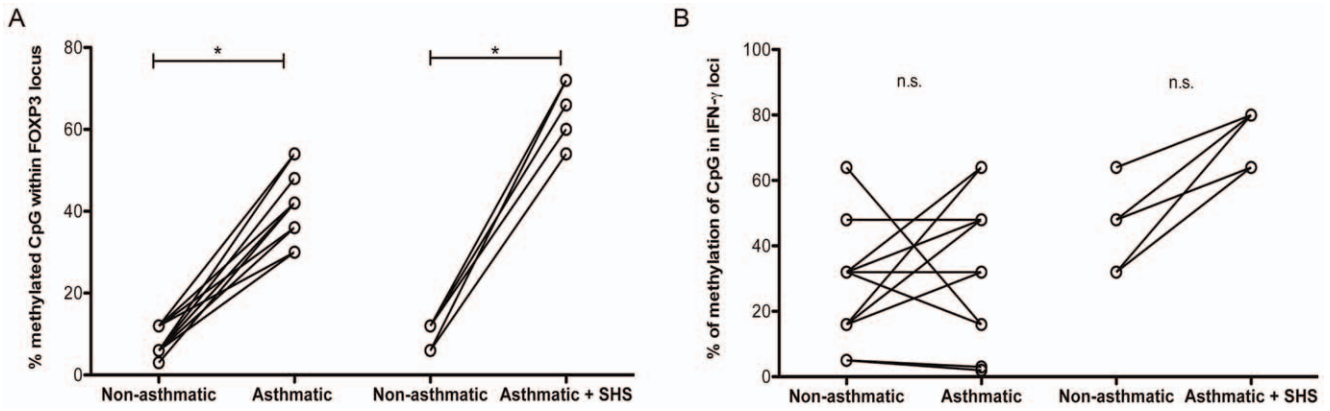 A
% methylated CpG within FOXP3 locus
80
60
40
20
0
*
*
Non-asthmatic
Asthmatic
Non-asthmatic
Asthmatic + SHS
B
% of methylation of CpG in IFN-γ loci
100
80
60
40
20
0
n.s.
n.s.
Non-asthmatic
Asthmatic
Non-asthmatic
Asthmatic + SHS